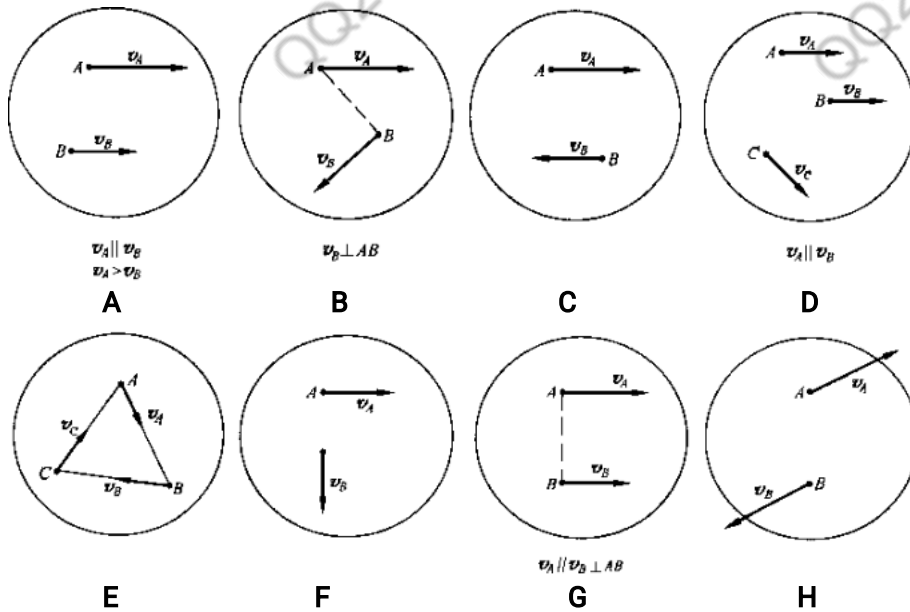 QQ2
A v_A
B v_B
v_A ∥ v_B
v_A > v_B
A
A v_A
B
v_B
v_B ⊥ AB
B
A v_A
v_B B
C
A v_A
B v_B
C v_C
v_A ∥ v_B
D
A
v_A
v_C
C v_B B
E
A v_A
v_B
F
A v_A
B v_B
v_A // v_B ⊥ AB
G
A v_A
v_B B
H